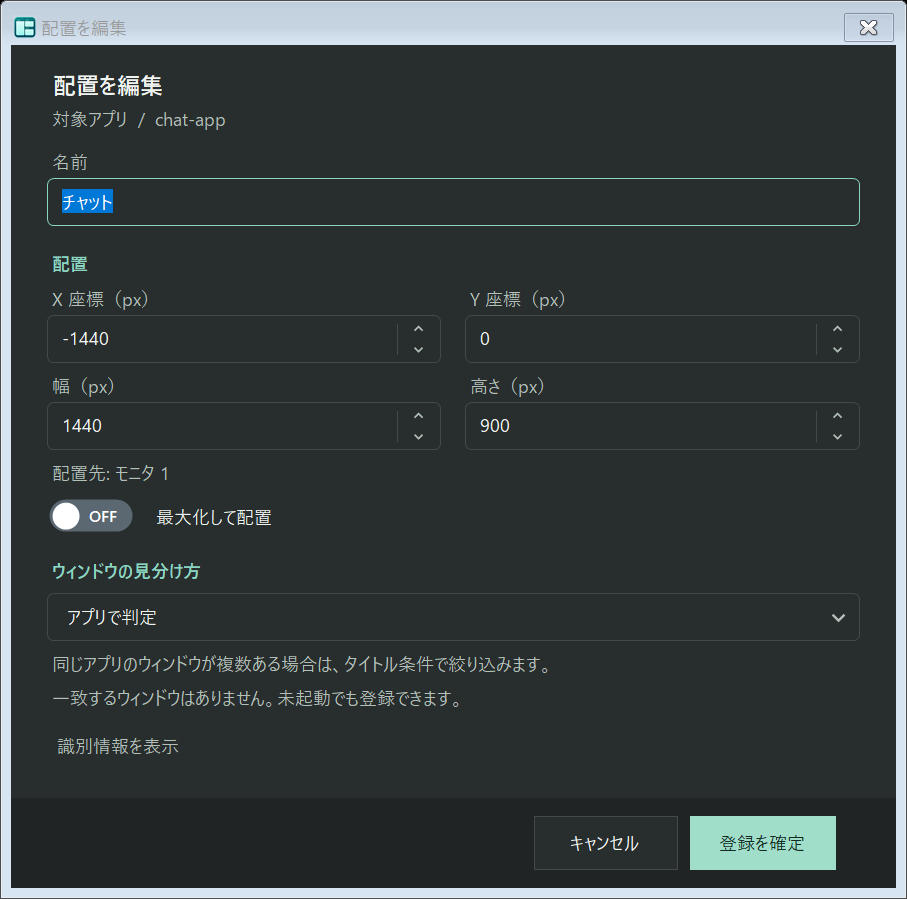 配置を編集
配置を編集
対象アプリ / chat-app
名前
チャット
配置
X 座標（px）
Y 座標（px）
-1440
0
幅（px）
高さ（px）
1440
900
配置先: モニタ 1
OFF
最大化して配置
ウィンドウの見分け方
アプリで判定
同じアプリのウィンドウが複数ある場合は、タイトル条件で絞り込みます。
一致するウィンドウはありません。未起動でも登録できます。
識別情報を表示
キャンセル
登録を確定